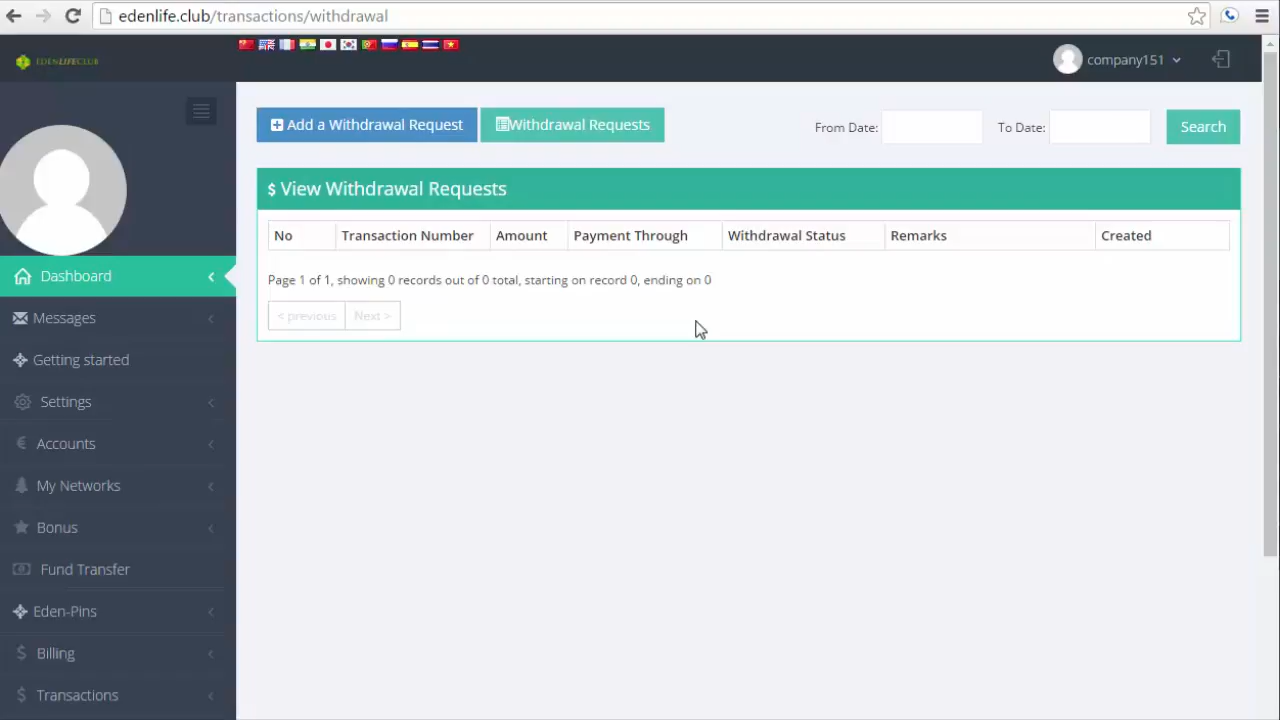 edenlife.club/transactions/withdrawal
EDENLIFECLUB
company151
Add a Withdrawal Request
Withdrawal Requests
From Date:
To Date:
Search
$ View Withdrawal Requests
No Transaction Number Amount Payment Through Withdrawal Status Remarks Created
Page 1 of 1, showing 0 records out of 0 total, starting on record 0, ending on 0
< previous Next >
Dashboard
Messages
Getting started
Settings
€ Accounts
My Networks
Bonus
Fund Transfer
Eden-Pins
$ Billing
$ Transactions